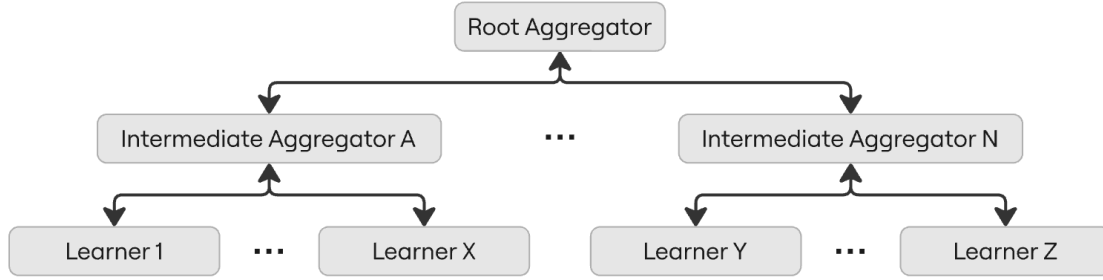 Root Aggregator
Intermediate Aggregator A ... Intermediate Aggregator N
Learner 1 ... Learner X Learner Y ... Learner Z